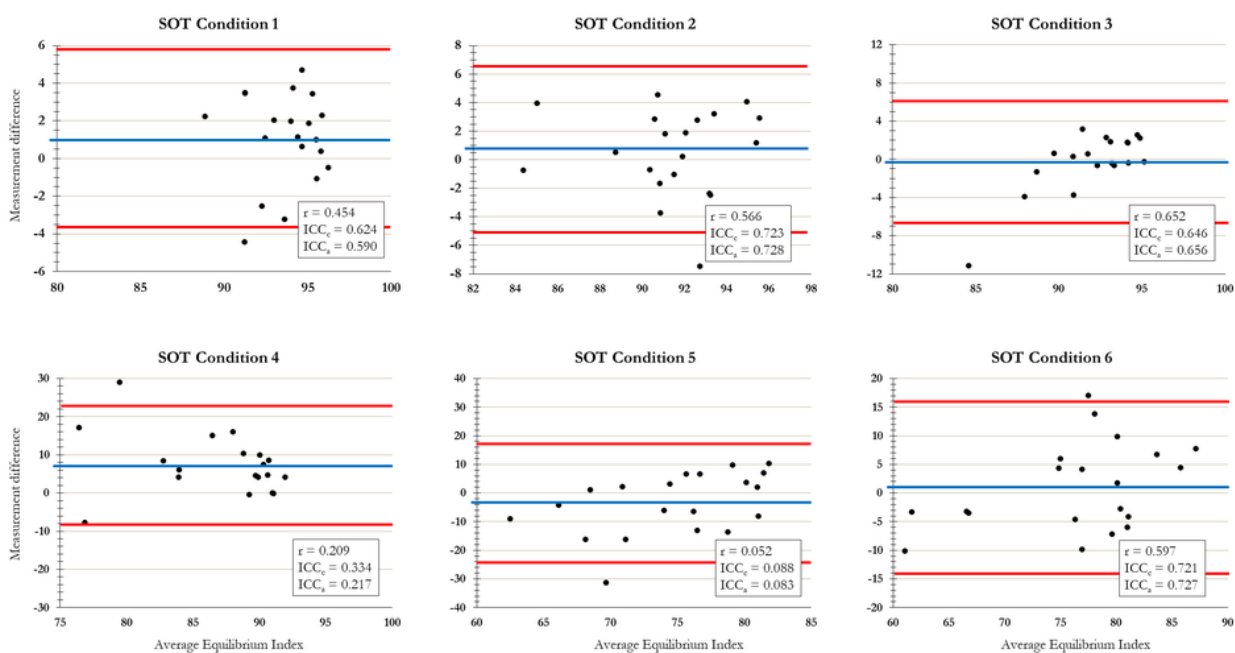 SOT Condition 1
6
4
2
0
-2
-4
-6
80 85 90 95 100
Measurement difference
r = 0.454
ICCc = 0.624
ICCa = 0.590
SOT Condition 2
8
6
4
2
0
-2
-4
-6
-8
82 84 86 88 90 92 94 96 98
r = 0.566
ICCc = 0.723
ICCa = 0.728
SOT Condition 3
12
8
4
0
-4
-8
-12
80 85 90 95 100
r = 0.652
ICCc = 0.646
ICCa = 0.656
SOT Condition 4
30
20
10
0
-10
-20
-30
75 80 85 90 95 100
Measurement difference
Average Equilibrium Index
r = 0.209
ICCc = 0.334
ICCa = 0.217
SOT Condition 5
40
30
20
10
0
-10
-20
-30
-40
60 65 70 75 80 85
Average Equilibrium Index
r = 0.052
ICCc = 0.088
ICCa = 0.083
SOT Condition 6
20
15
10
5
0
-5
-10
-15
-20
60 65 70 75 80 85 90
Average Equilibrium Index
r = 0.597
ICCc = 0.721
ICCa = 0.727